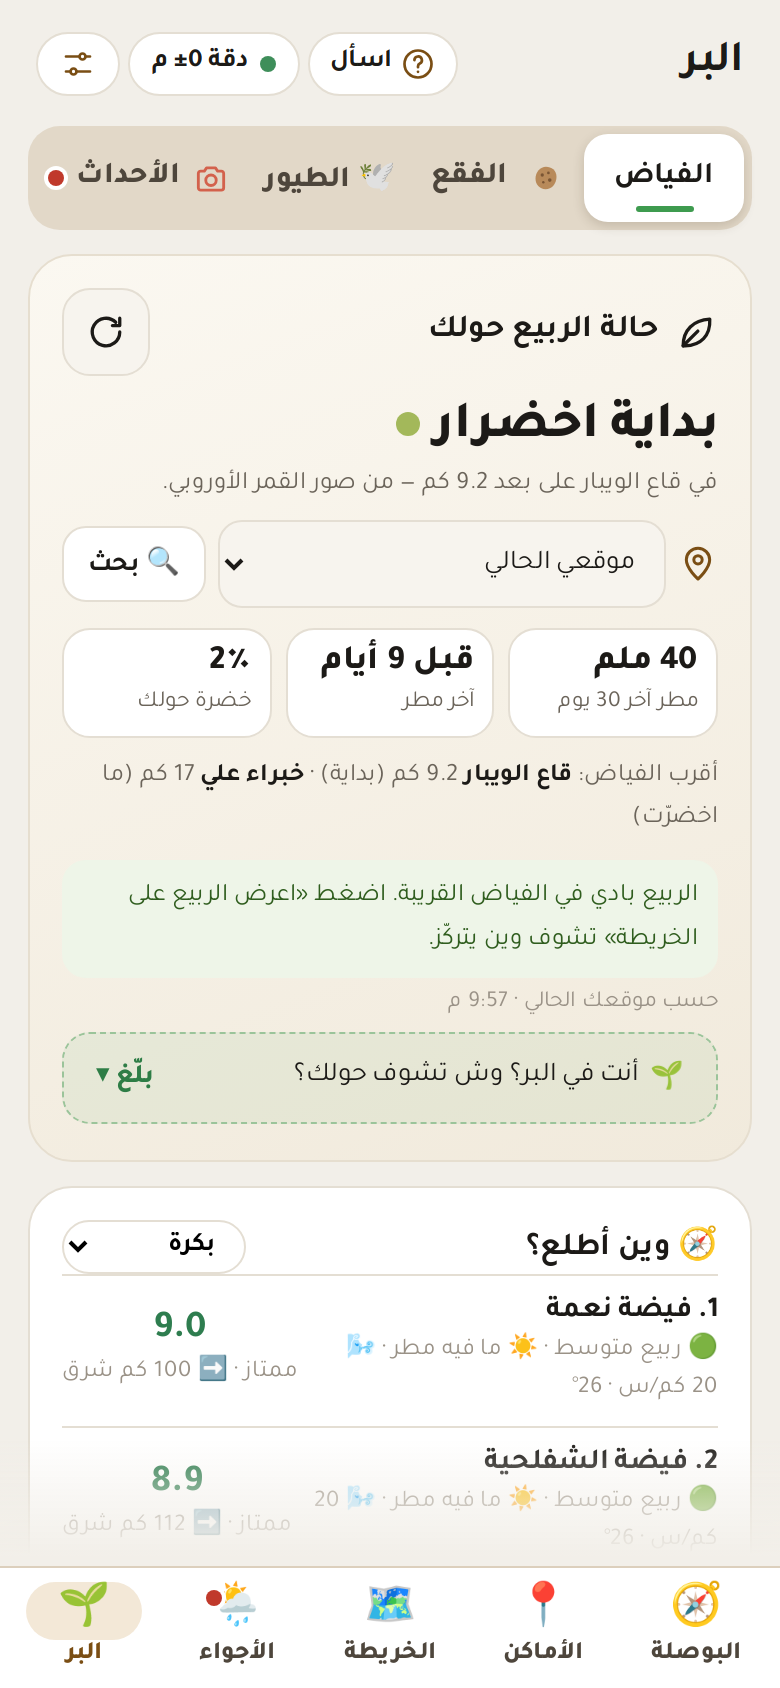 البر
اسأل
دقة ±0 م
الفياض
الفقع
الطيور
الأحداث
حالة الربيع حولك
بداية اخضرار
في قاع الويبار على بعد 9.2 كم — من صور القمر الأوروبي.
موقعي الحالي
بحث
40 ملم
مطر آخر 30 يوم
قبل 9 أيام
آخر مطر
2٪
خضرة حولك
أقرب الفياض: قاع الويبار 9.2 كم (بداية) · خبراء علي 17 كم (ما
اخضرّت)
الربيع بادي في الفياض القريبة. اضغط «اعرض الربيع على
الخريطة» تشوف وين يتركّز.
حسب موقعك الحالي · 9:57 م
أنت في البر؟ وش تشوف حولك؟
بلّغ ▾
وين أطلع؟
بكرة
1. فيضة نعمة
ربيع متوسط · ☀️ ما فيه مطر · 🌬️
20 كم/س · 26°
9.0
ممتاز · ➡️ 100 كم شرق
2. فيضة الشفلحية
ربيع متوسط · ☀️ ما فيه مطر · 🌬️ 20
كم/س · 26°
8.9
ممتاز · ➡️ 112 كم شرق
البوصلة
الأماكن
الخريطة
الأجواء
البر